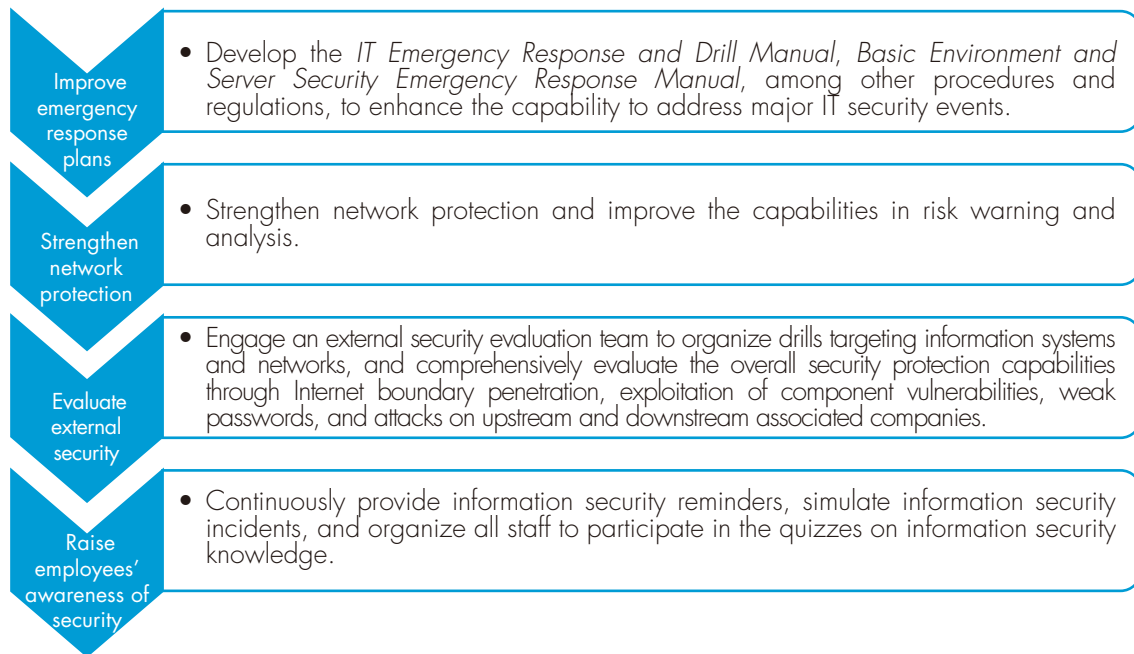 Improve
emergency
response
plans
• Develop the IT Emergency Response and Drill Manual, Basic Environment and
Server Security Emergency Response Manual, among other procedures and
regulations, to enhance the capability to address major IT security events.
Strengthen
network
protection
• Strengthen network protection and improve the capabilities in risk warning and
analysis.
Evaluate
external
security
• Engage an external security evaluation team to organize drills targeting information systems
and networks, and comprehensively evaluate the overall security protection capabilities
through Internet boundary penetration, exploitation of component vulnerabilities, weak
passwords, and attacks on upstream and downstream associated companies.
Raise
employees’
awareness of
security
• Continuously provide information security reminders, simulate information security
incidents, and organize all staff to participate in the quizzes on information security
knowledge.